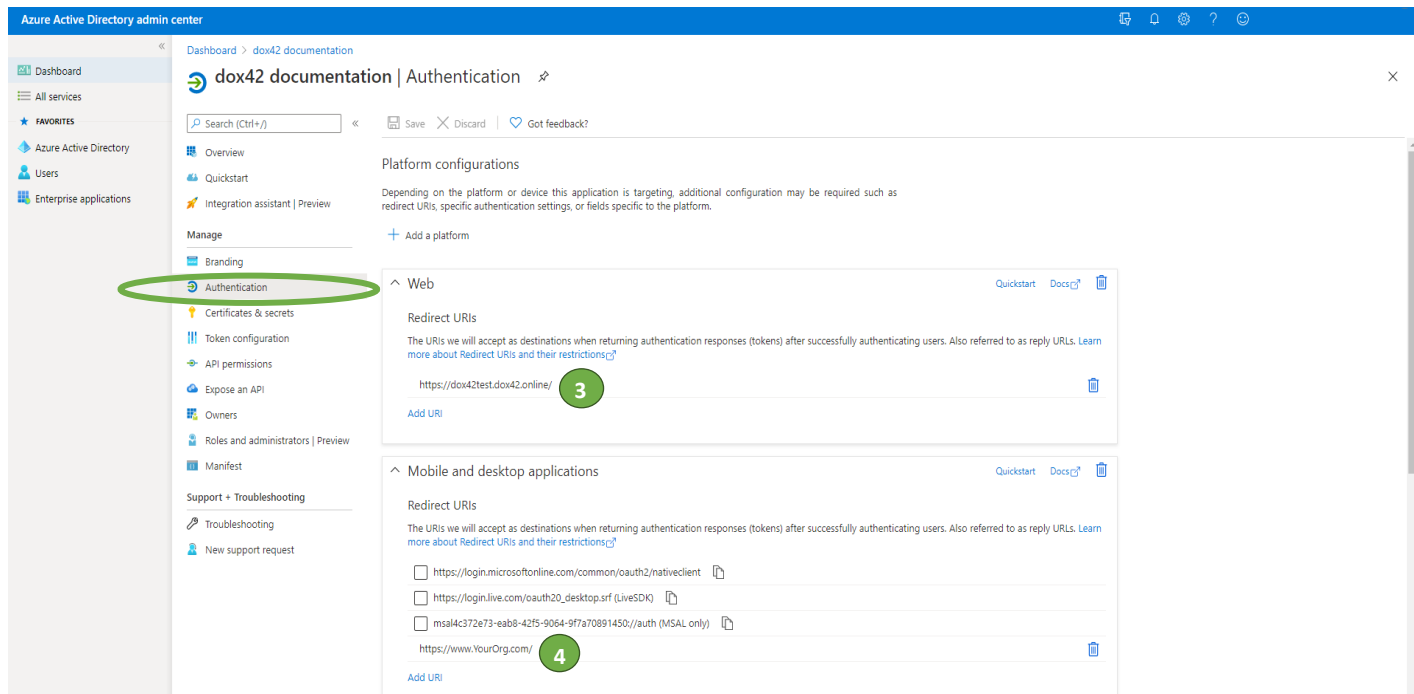 Azure Active Directory admin center
«
Dashboard
All services
FAVORITES
Azure Active Directory
Users
Enterprise applications
Dashboard > dox42 documentation
dox42 documentation | Authentication
Search (Ctrl+/)
«
Overview
Quickstart
Integration assistant | Preview
Manage
Branding
Authentication
Certificates & secrets
Token configuration
API permissions
Expose an API
Owners
Roles and administrators | Preview
Manifest
Support + Troubleshooting
Troubleshooting
New support request
Save Discard Got feedback?
Platform configurations
Depending on the platform or device this application is targeting, additional configuration may be required such as
redirect URIs, specific authentication settings, or fields specific to the platform.
+ Add a platform
Web Quickstart Docs
Redirect URIs
The URIs we will accept as destinations when returning authentication responses (tokens) after successfully authenticating users. Also referred to as reply URLs. Learn
more about Redirect URIs and their restrictions
https://dox42test.dox42.online/ 3
Add URI
Mobile and desktop applications Quickstart Docs
Redirect URIs
The URIs we will accept as destinations when returning authentication responses (tokens) after successfully authenticating users. Also referred to as reply URLs. Learn
more about Redirect URIs and their restrictions
https://login.microsoftonline.com/common/oauth2/nativeclient
https://login.live.com/oauth20_desktop.srf (LiveSDK)
msal4c372e73-eab8-42f5-9064-9f7a70891450://auth (MSAL only)
https://www.YourOrg.com/ 4
Add URI